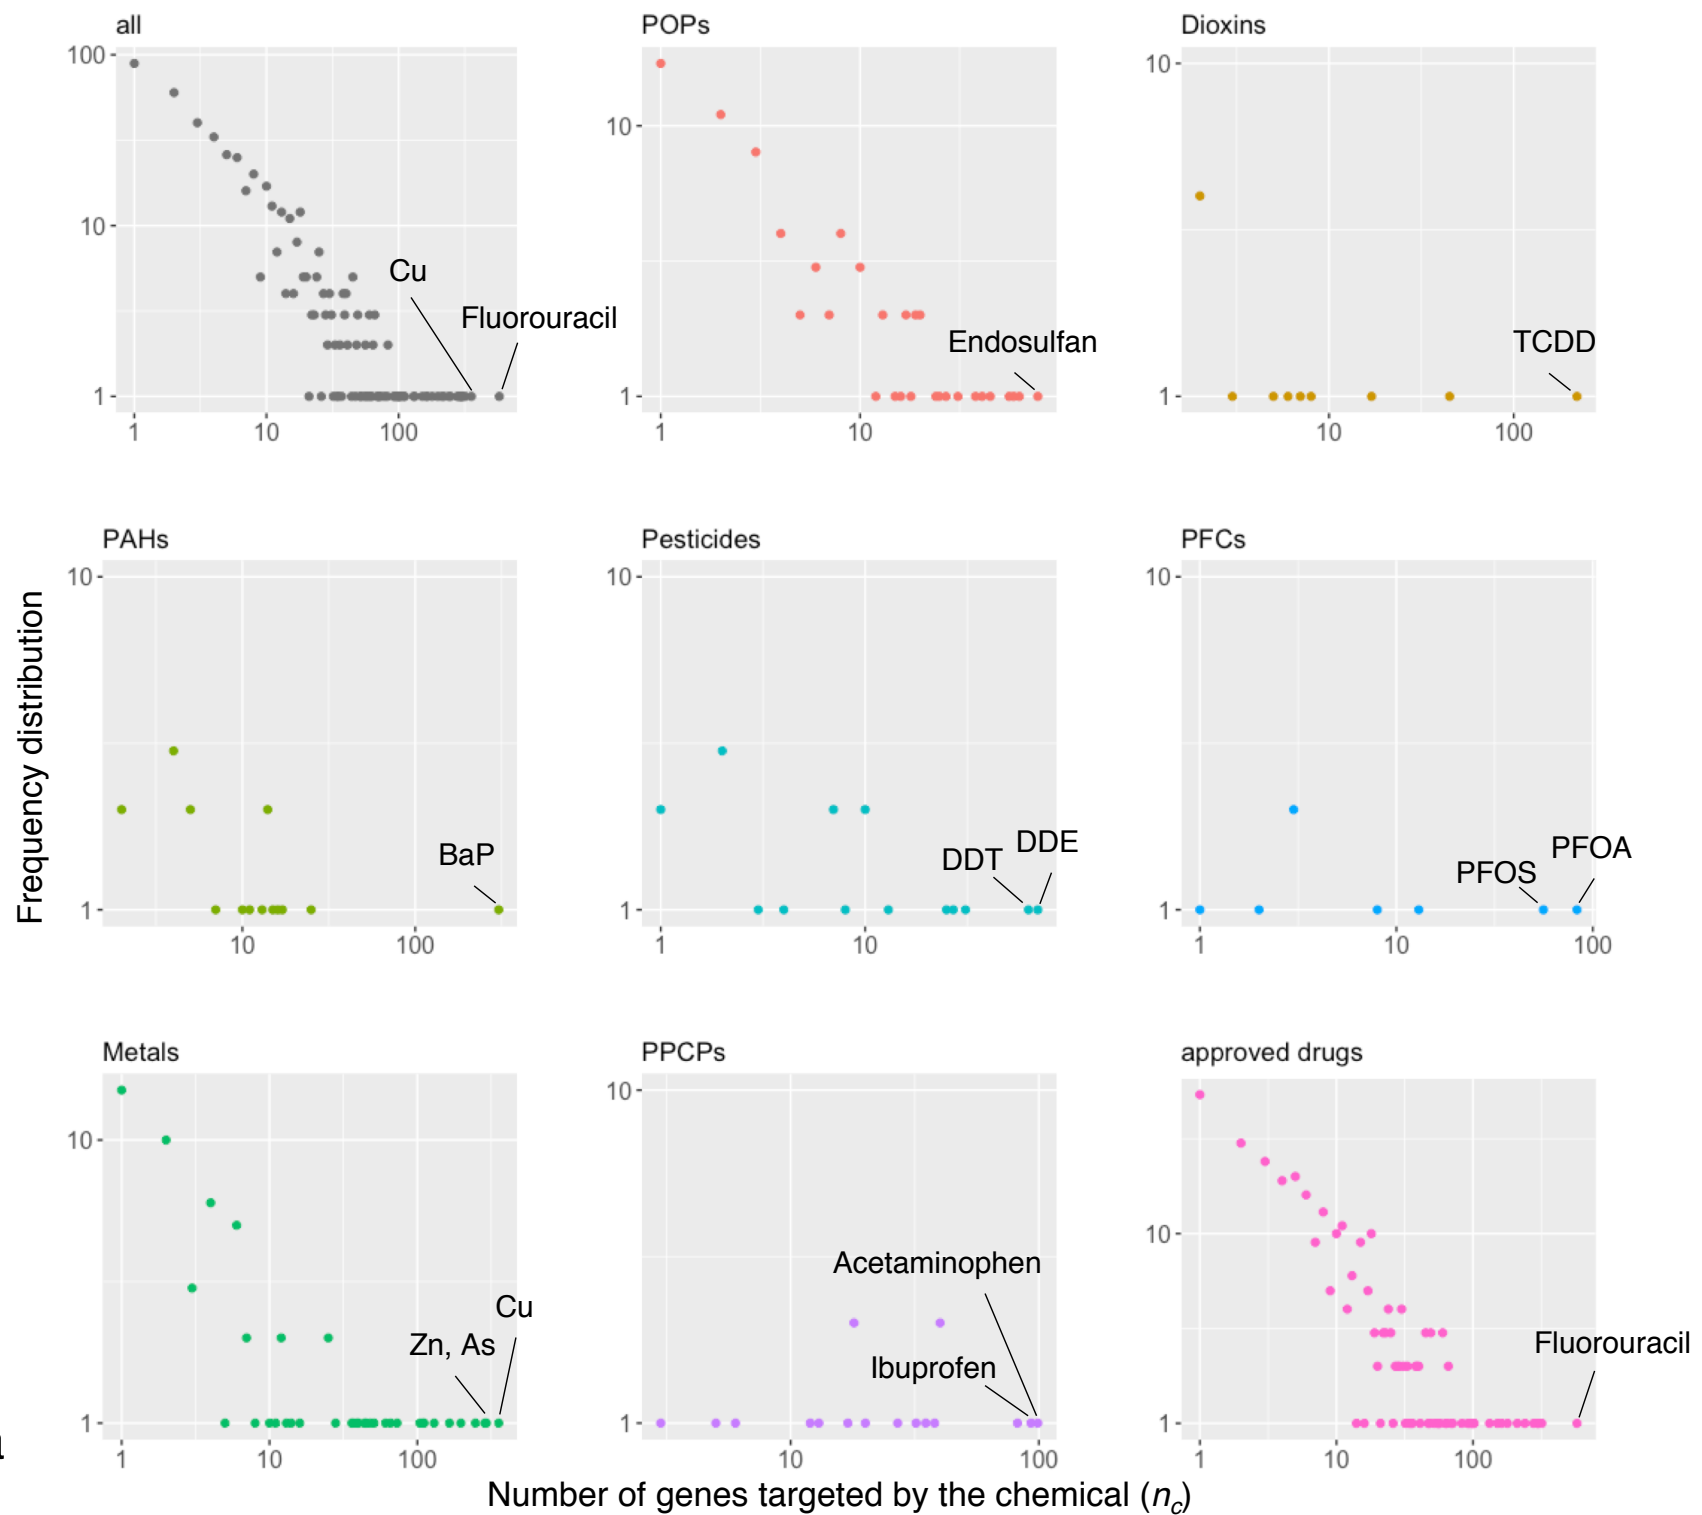 all
POPs
Dioxins
100
10
1
Cu
Fluorouracil
1
10
100
10
1
Endosulfan
1
10
10
1
TCDD
10
100
Frequency distribution
PAHs
Pesticides
PFCs
10
1
BaP
10
100
10
1
DDT
DDE
1
10
10
1
PFOS
PFOA
1
10
100
Metals
PPCPs
approved drugs
10
1
Zn, As
Cu
1
10
100
10
1
Acetaminophen
Ibuprofen
10
100
10
1
Fluorouracil
1
10
100
Number of genes targeted by the chemical (nc)